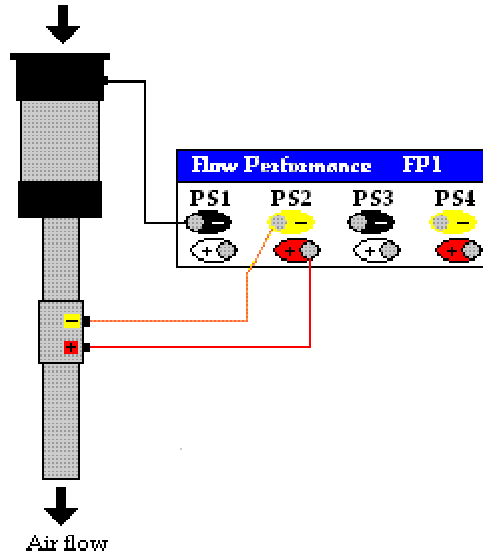 Flow Performance FP1
PS1 PS2 PS3 PS4
− − − −
+ + + +
−
+
Air flow